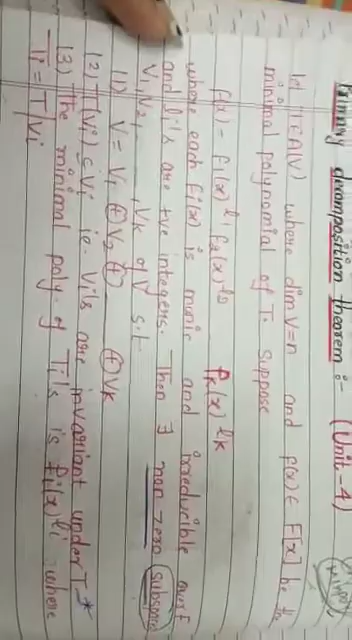 Primary decomposition theorem :- (Unit-4)
Let T∈A(V) where dim V=n and p(x) ∈ F[x] be the
minimal polynomial of T. Suppose
p(x) = f₁(x)^l₁ f₂(x)^l₂ fk(x)^lk
where each fi(x) is monic and irreducible over F
and li's are +ve integers. Then ∃ non-zero subspaces
V₁, V₂, , Vk of V s.t
(1) V = V₁ ⊕ V₂ ⊕ ⊕ Vk
(2) T(Vi) ⊆ Vi ie. Vi's are invariant under T *
(3) The minimal poly. of Ti's is fi(x)^li where
Ti = T|Vi